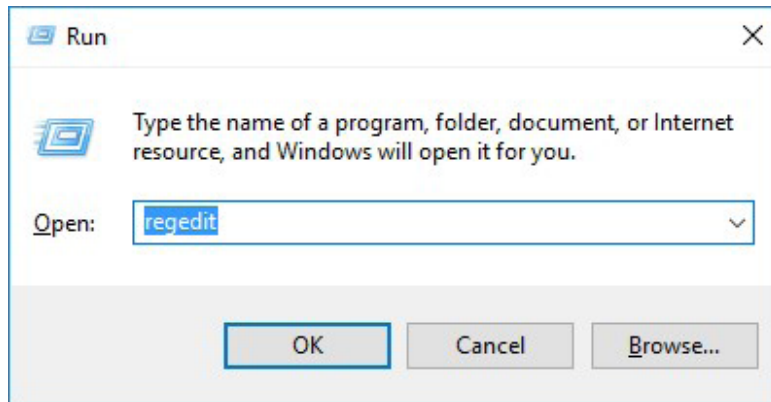 Run
Type the name of a program, folder, document, or Internet
resource, and Windows will open it for you.
Open: regedit
OK Cancel Browse...